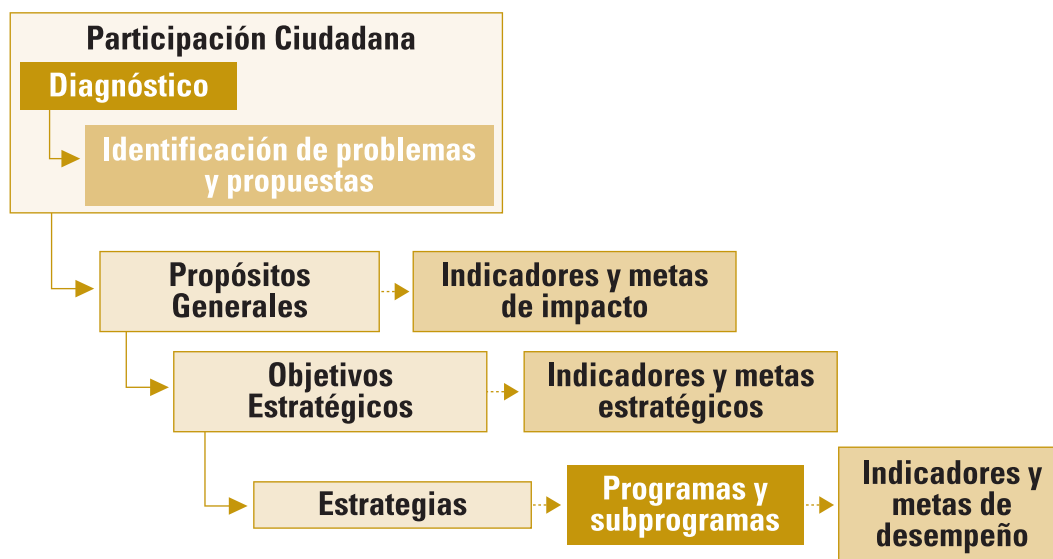 Participación Ciudadana
Diagnóstico
Identificación de problemas
y propuestas
Propósitos
Generales
Indicadores y metas
de impacto
Objetivos
Estratégicos
Indicadores y metas
estratégicos
Estrategias
Programas y
subprogramas
Indicadores y
metas de
desempeño